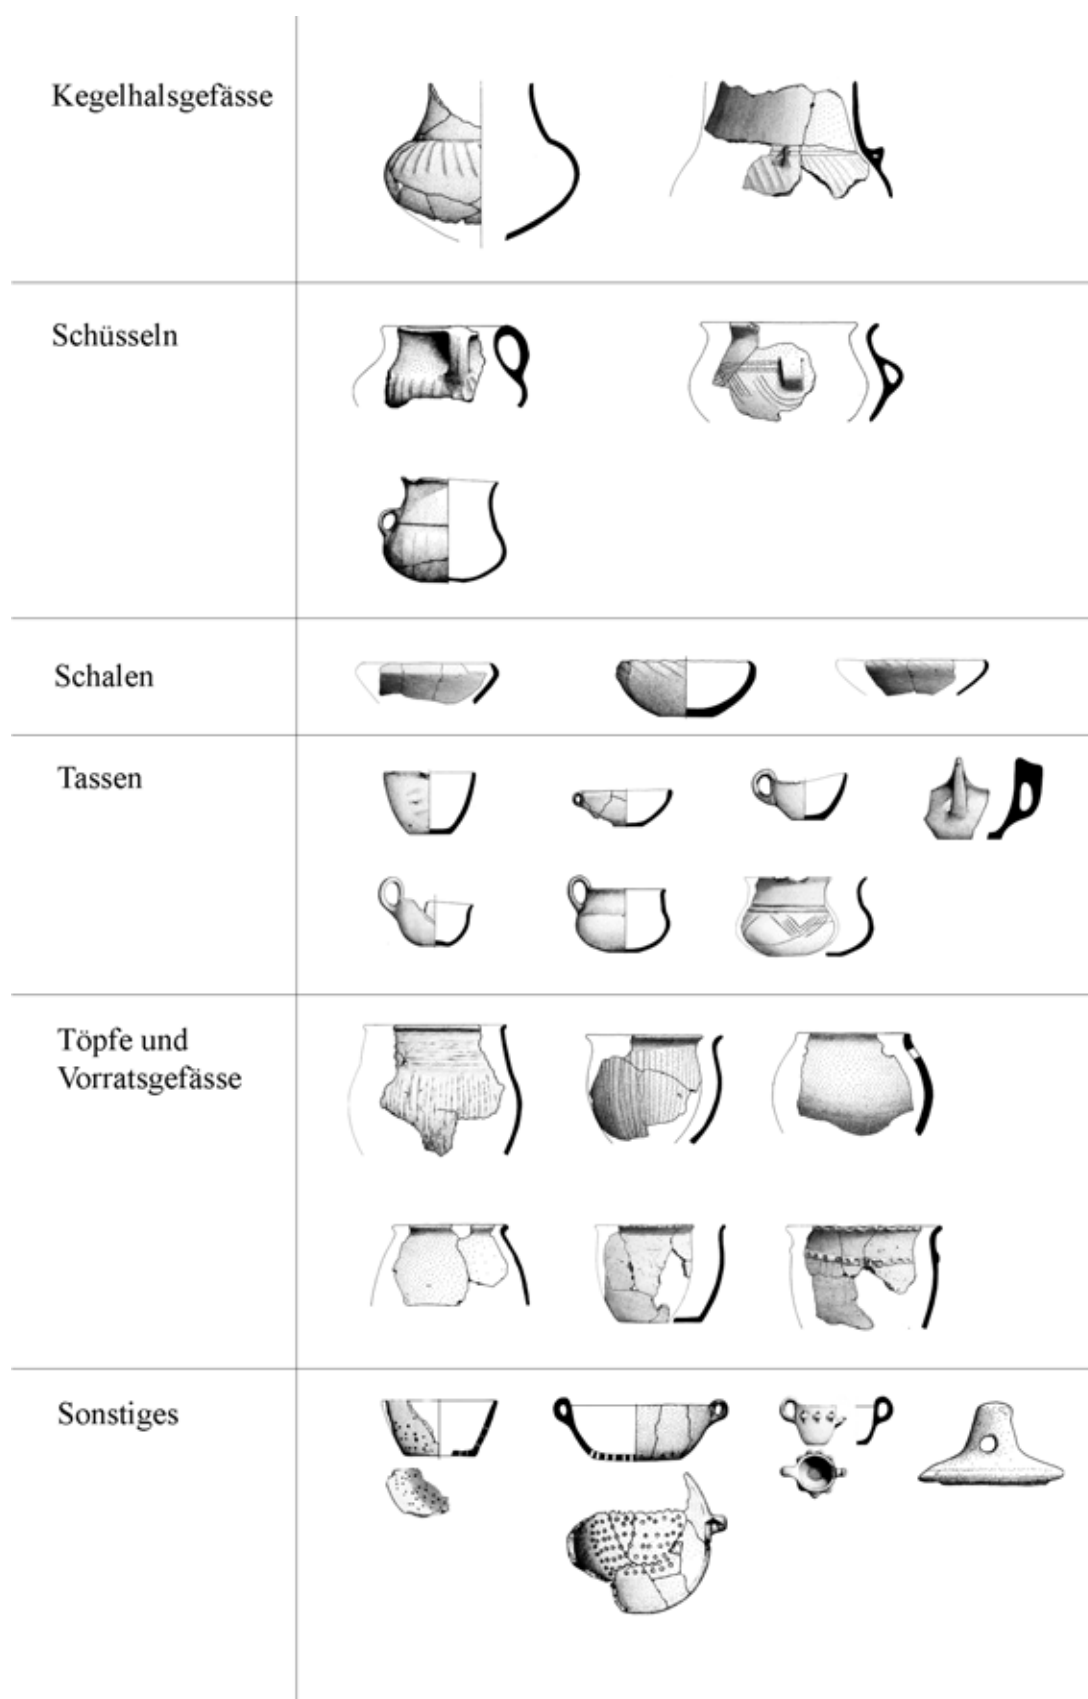 Kegelhalsgefässe
Schüsseln
Schalen
Tassen
Töpfe und
Vorratsgefässe
Sonstiges